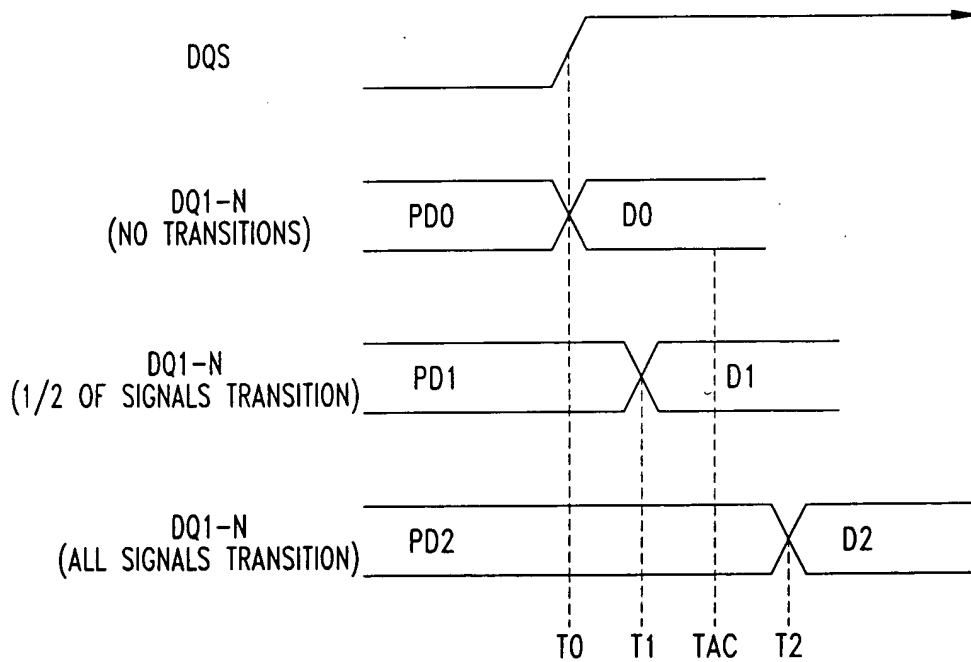 DQS
DQ1-N
(NO TRANSITIONS)
PD0
D0
DQ1-N
(1/2 OF SIGNALS TRANSITION)
PD1
D1
DQ1-N
(ALL SIGNALS TRANSITION)
PD2
D2
T0
T1
TAC
T2